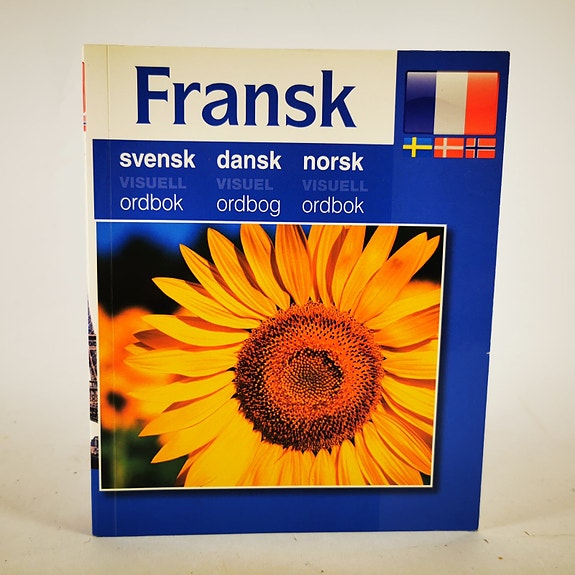 Fransk
svensk dansk norsk
VISUELL VISUEL VISUELL
ordbok ordbog ordbok